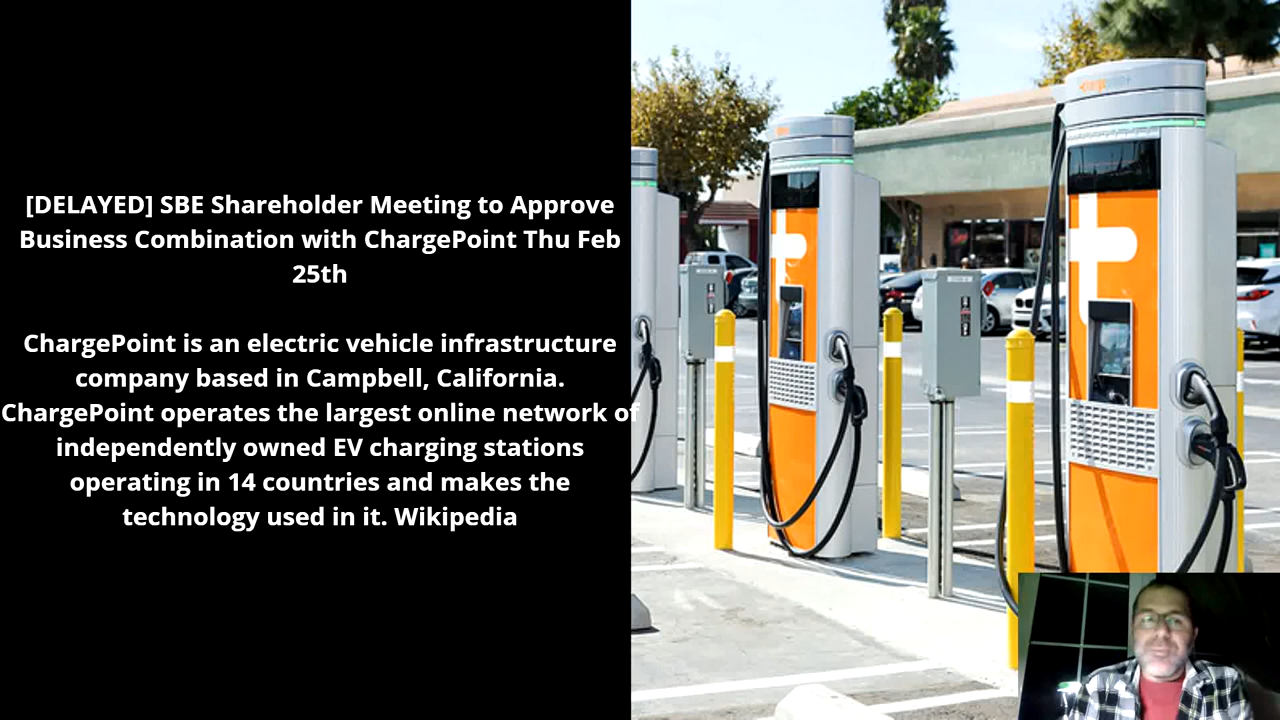 [DELAYED] SBE Shareholder Meeting to Approve
Business Combination with ChargePoint Thu Feb
25th
ChargePoint is an electric vehicle infrastructure
company based in Campbell, California.
ChargePoint operates the largest online network of
independently owned EV charging stations
operating in 14 countries and makes the
technology used in it. Wikipedia